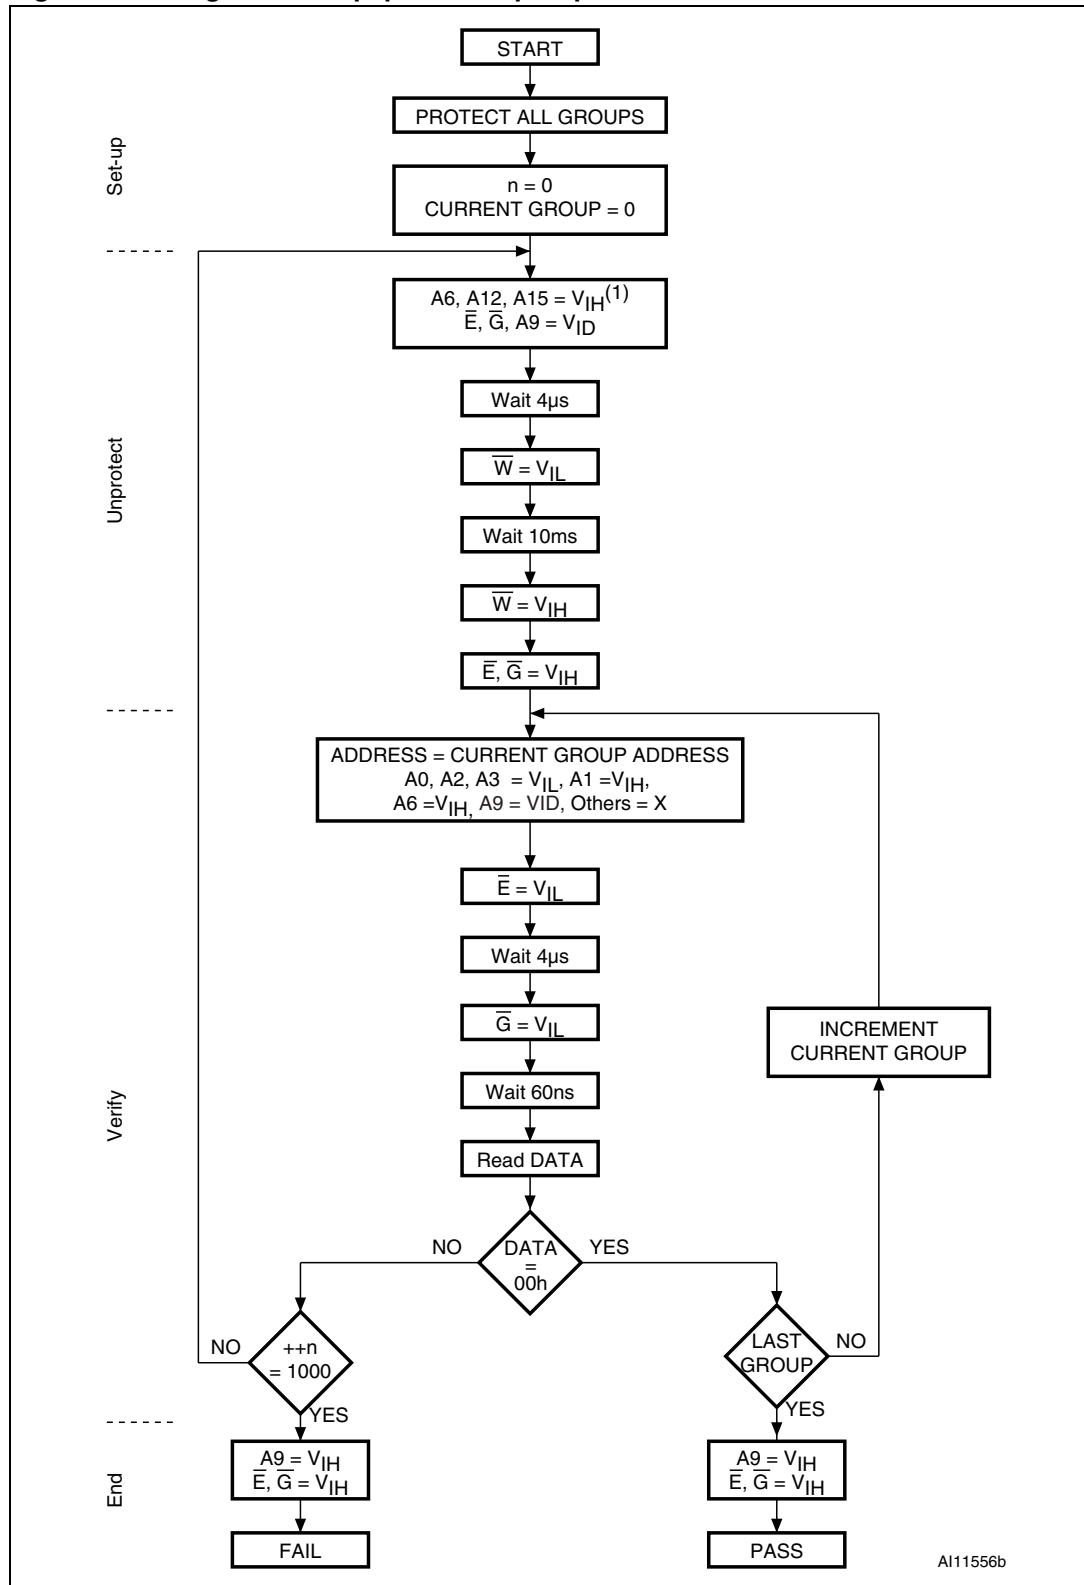 START
PROTECT ALL GROUPS
Set-up
n = 0
CURRENT GROUP = 0
A6, A12, A15 = VIH(1)
E̅, G̅, A9 = VID
Wait 4µs
Unprotect
W̅ = VIL
Wait 10ms
W̅ = VIH
E̅, G̅ = VIH
ADDRESS = CURRENT GROUP ADDRESS
A0, A2, A3 = VIL, A1 =VIH,
A6 =VIH, A9 = VID, Others = X
E̅ = VIL
Wait 4µs
G̅ = VIL
INCREMENT
CURRENT GROUP
Wait 60ns
Verify
Read DATA
NO
DATA
=
00h
YES
NO
++n
= 1000
LAST
GROUP
NO
YES
YES
End
A9 = VIH
E̅, G̅ = VIH
A9 = VIH
E̅, G̅ = VIH
FAIL
PASS
AI11556b